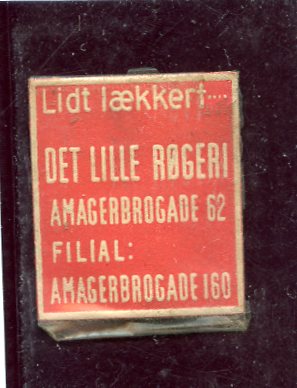 Lidt lækkert....
DET LILLE RØGERI
AMAGERBROGADE 62
FILIAL:
AMAGERBROGADE 160